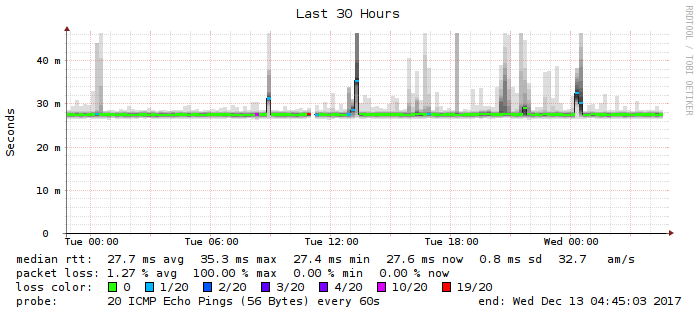 Last 30 Hours
RRDTOOL / TOBI OETIKER
Seconds
40 m
30 m
20 m
10 m
0
Tue 00:00 Tue 06:00 Tue 12:00 Tue 18:00 Wed 00:00
median rtt: 27.7 ms avg 35.3 ms max 27.4 ms min 27.6 ms now 0.8 ms sd 32.7 am/s
packet loss: 1.27 % avg 100.00 % max 0.00 % min 0.00 % now
loss color: 0 1/20 2/20 3/20 4/20 10/20 19/20
probe: 20 ICMP Echo Pings (56 Bytes) every 60s end: Wed Dec 13 04:45:03 2017